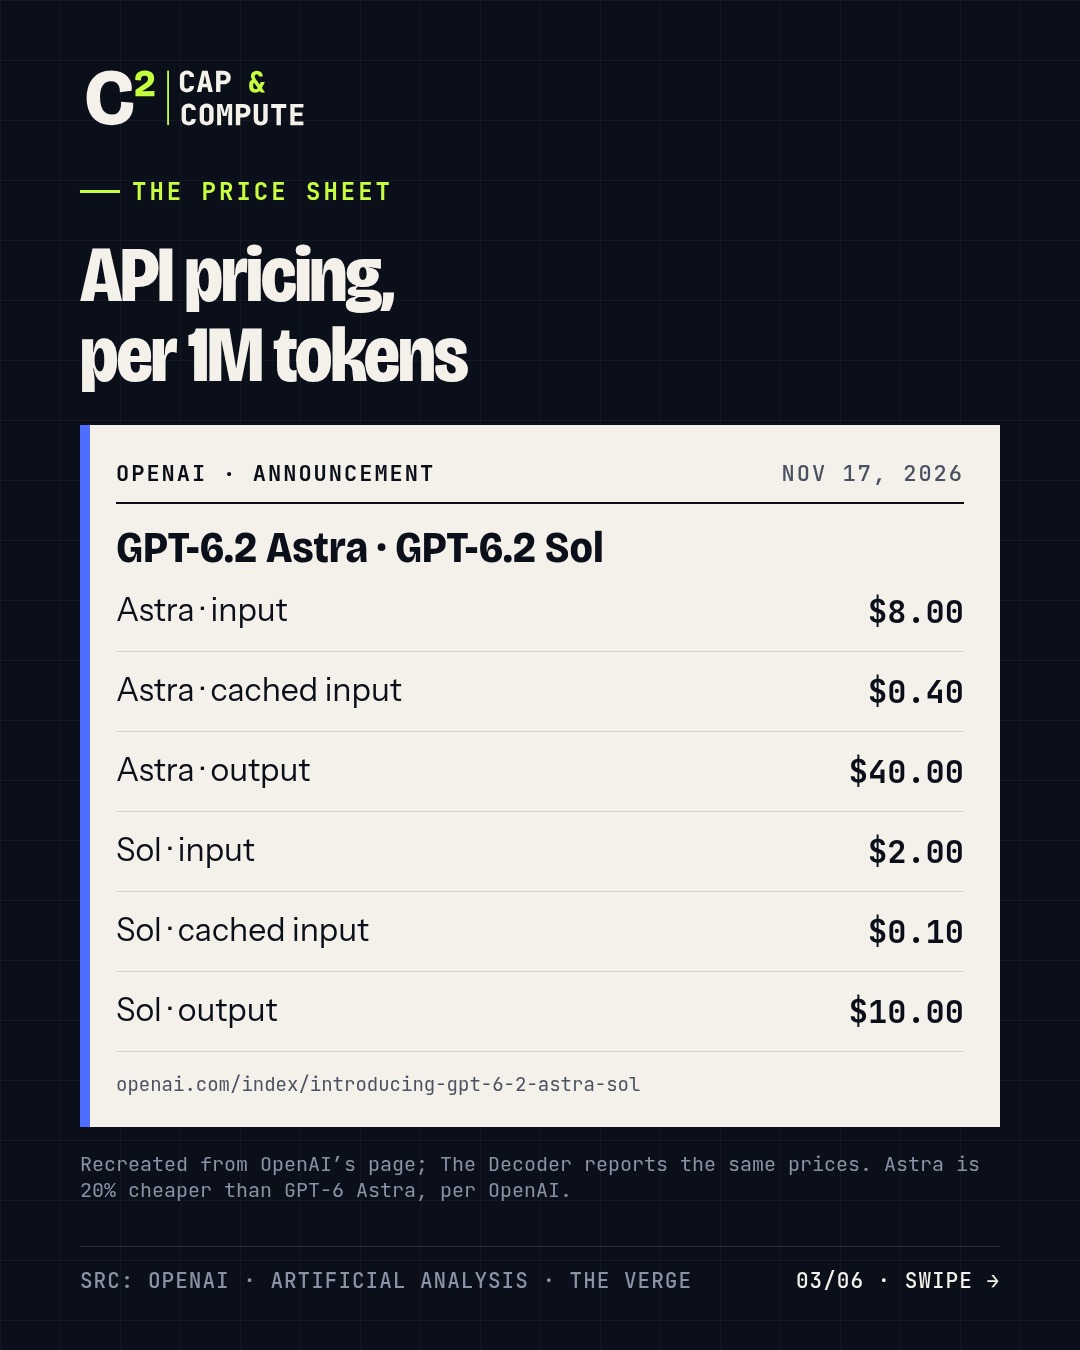 C² CAP &
COMPUTE
THE PRICE SHEET
API pricing,
per 1M tokens
OPENAI · ANNOUNCEMENT NOV 17, 2026
GPT-6.2 Astra · GPT-6.2 Sol
Astra · input $8.00
Astra · cached input $0.40
Astra · output $40.00
Sol · input $2.00
Sol · cached input $0.10
Sol · output $10.00
openai.com/index/introducing-gpt-6-2-astra-sol
Recreated from OpenAI’s page; The Decoder reports the same prices. Astra is
20% cheaper than GPT-6 Astra, per OpenAI.
SRC: OPENAI · ARTIFICIAL ANALYSIS · THE VERGE 03/06 · SWIPE →